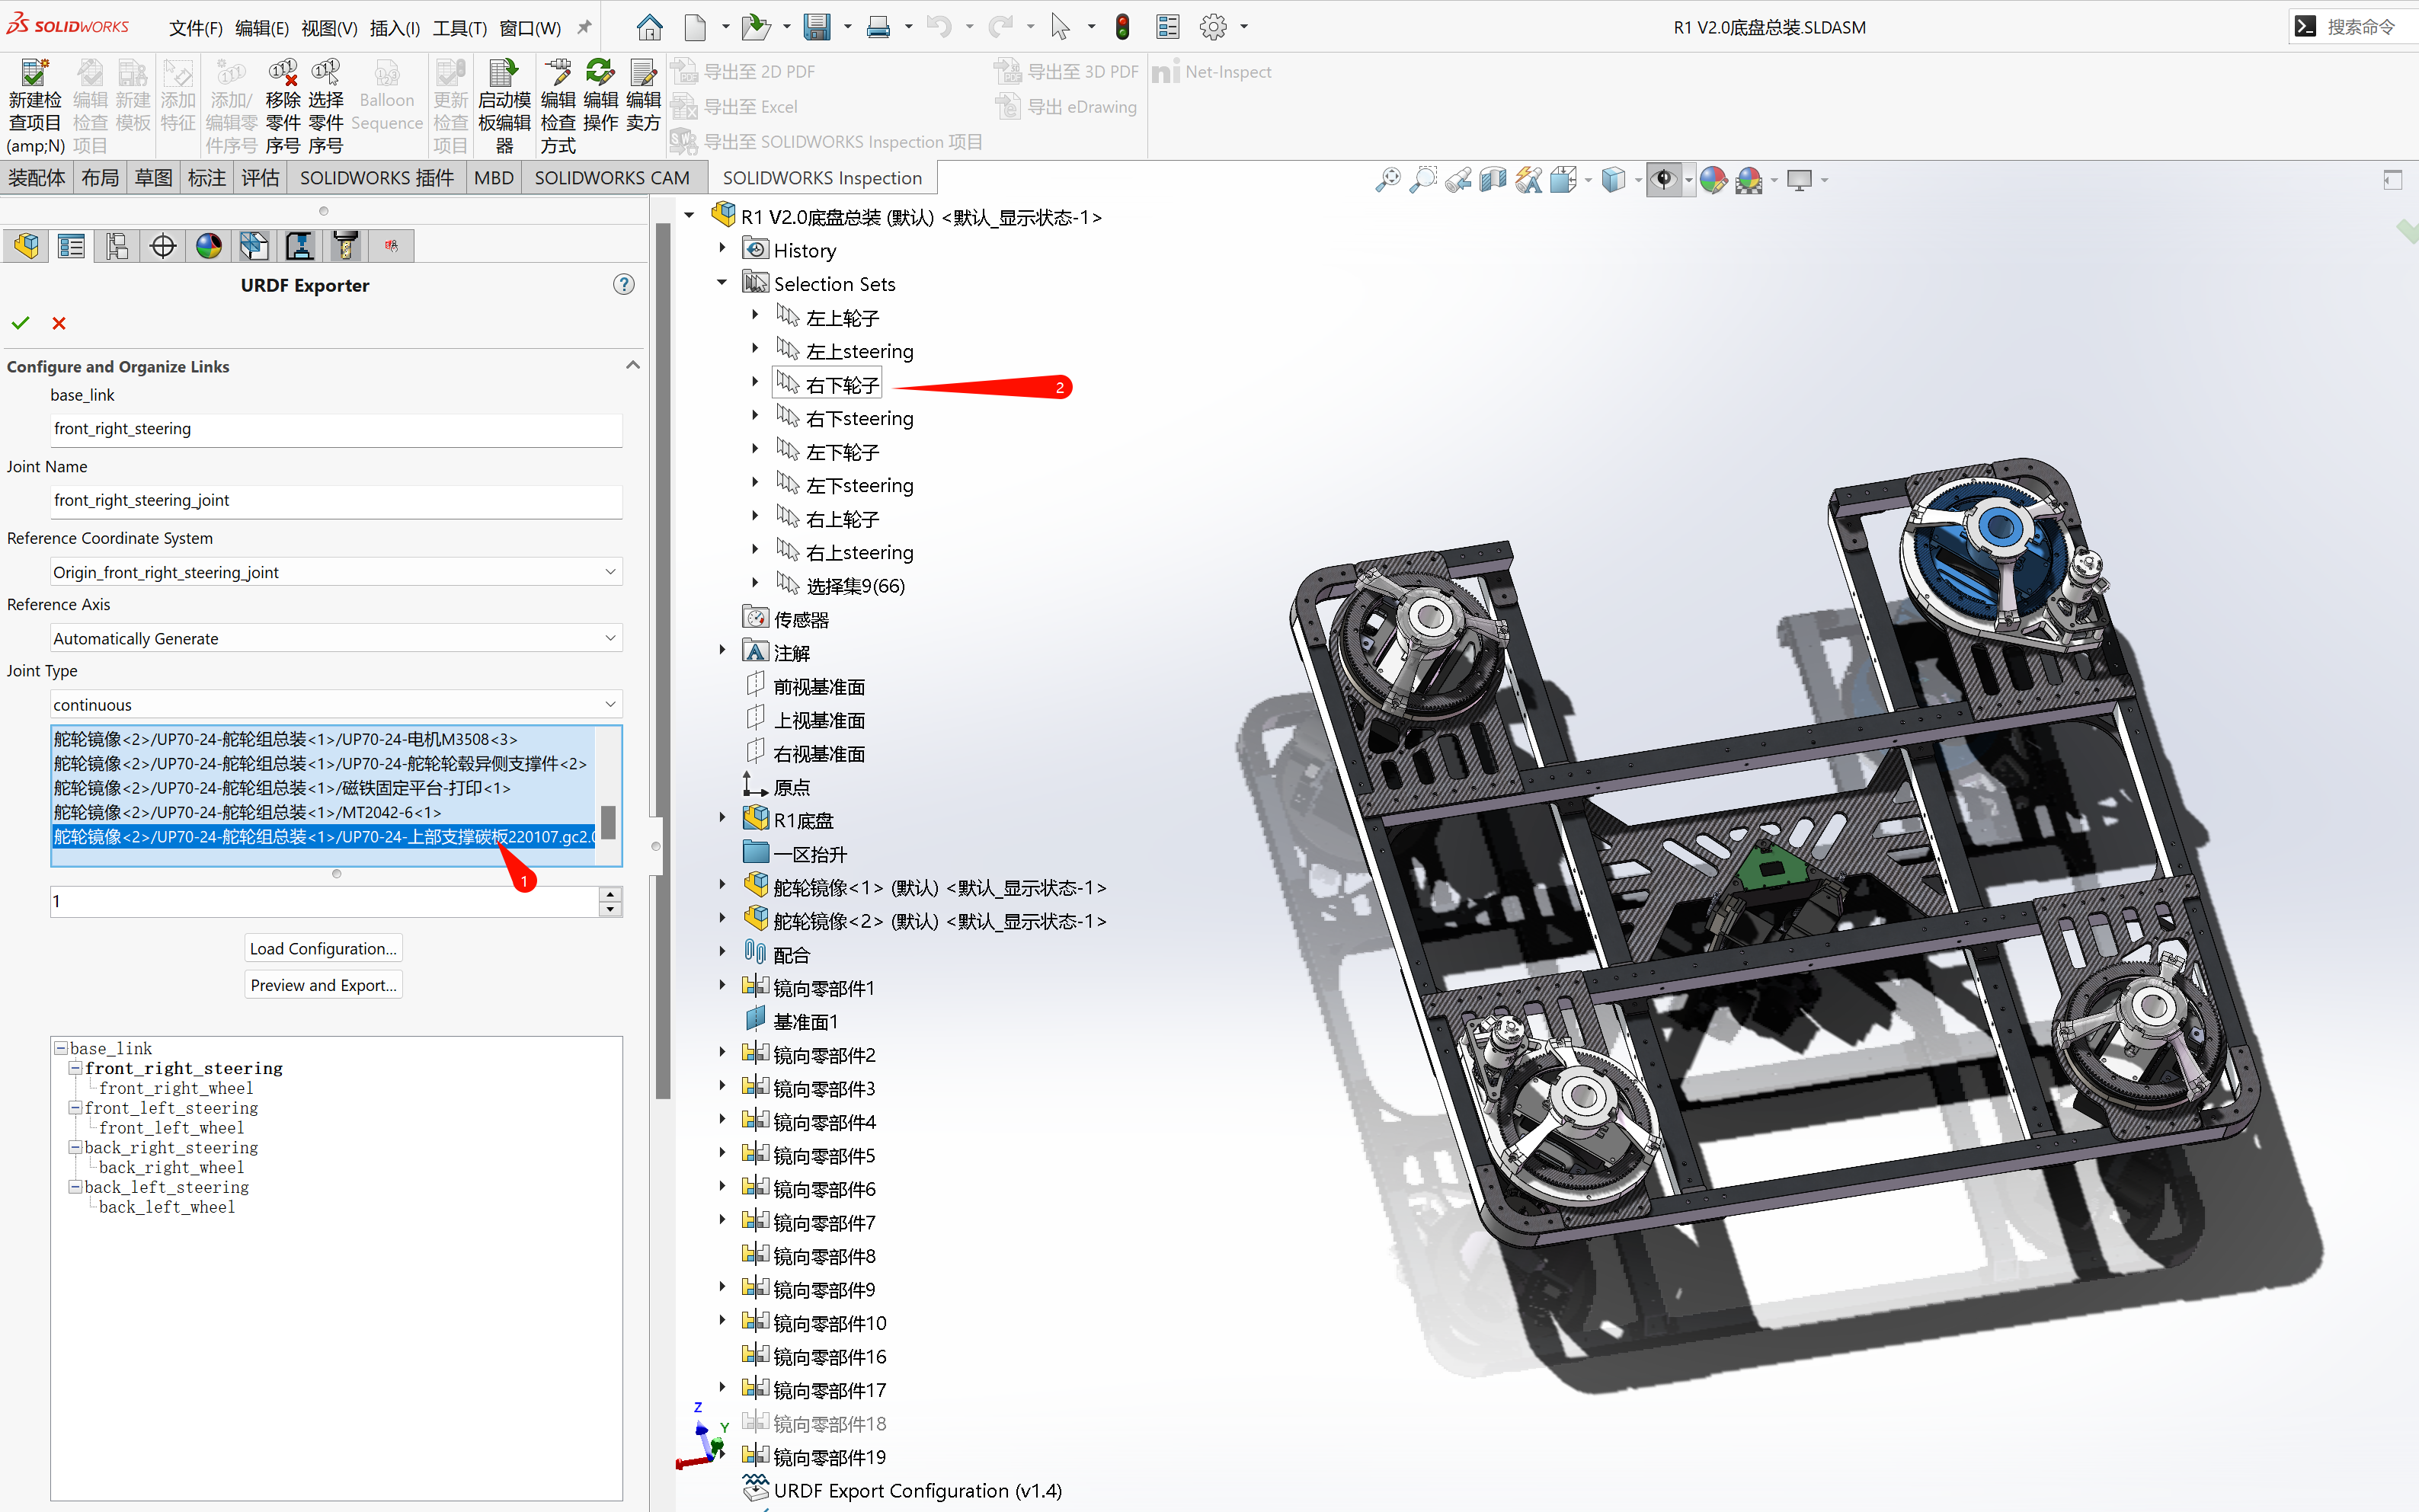 SOLIDWORKS
文件(F) 编辑(E) 视图(V) 插入(I) 工具(T) 窗口(W)
R1 V2.0底盘总装.SLDASM
搜索命令
新建检查项目(amp;N)
编辑检查项目
新建模板
添加特征
添加/编辑零件序号
移除零件序号
选择零件序号
Balloon Sequence
更新检查项目
启动模板编辑器
编辑检查方式
编辑操作
编辑卖方
导出至 2D PDF
导出至 Excel
导出至 SOLIDWORKS Inspection 项目
导出至 3D PDF
导出 eDrawing
Net-Inspect
装配体 布局 草图 标注 评估 SOLIDWORKS 插件 MBD SOLIDWORKS CAM SOLIDWORKS Inspection
URDF Exporter
Configure and Organize Links
base_link
front_right_steering
Joint Name
front_right_steering_joint
Reference Coordinate System
Origin_front_right_steering_joint
Reference Axis
Automatically Generate
Joint Type
continuous
舵轮镜像<2>/UP70-24-舵轮组总装<1>/UP70-24-电机M3508<3>
舵轮镜像<2>/UP70-24-舵轮组总装<1>/UP70-24-舵轮轮毂异侧支撑件<2>
舵轮镜像<2>/UP70-24-舵轮组总装<1>/磁铁固定平台-打印<1>
舵轮镜像<2>/UP70-24-舵轮组总装<1>/MT2042-6<1>
舵轮镜像<2>/UP70-24-舵轮组总装<1>/UP70-24-上部支撑碳板220107.gc2.0
1
1
Load Configuration...
Preview and Export...
base_link
front_right_steering
front_right_wheel
front_left_steering
front_left_wheel
back_right_steering
back_right_wheel
back_left_steering
back_left_wheel
R1 V2.0底盘总装 (默认) <默认_显示状态-1>
History
Selection Sets
左上轮子
左上steering
右下轮子
2
右下steering
左下轮子
左下steering
右上轮子
右上steering
选择集9(66)
传感器
注解
前视基准面
上视基准面
右视基准面
原点
R1底盘
一区抬升
舵轮镜像<1> (默认) <默认_显示状态-1>
舵轮镜像<2> (默认) <默认_显示状态-1>
配合
镜向零部件1
基准面1
镜向零部件2
镜向零部件3
镜向零部件4
镜向零部件5
镜向零部件6
镜向零部件7
镜向零部件8
镜向零部件9
镜向零部件10
镜向零部件16
镜向零部件17
镜向零部件18
镜向零部件19
URDF Export Configuration (v1.4)
Z
Y